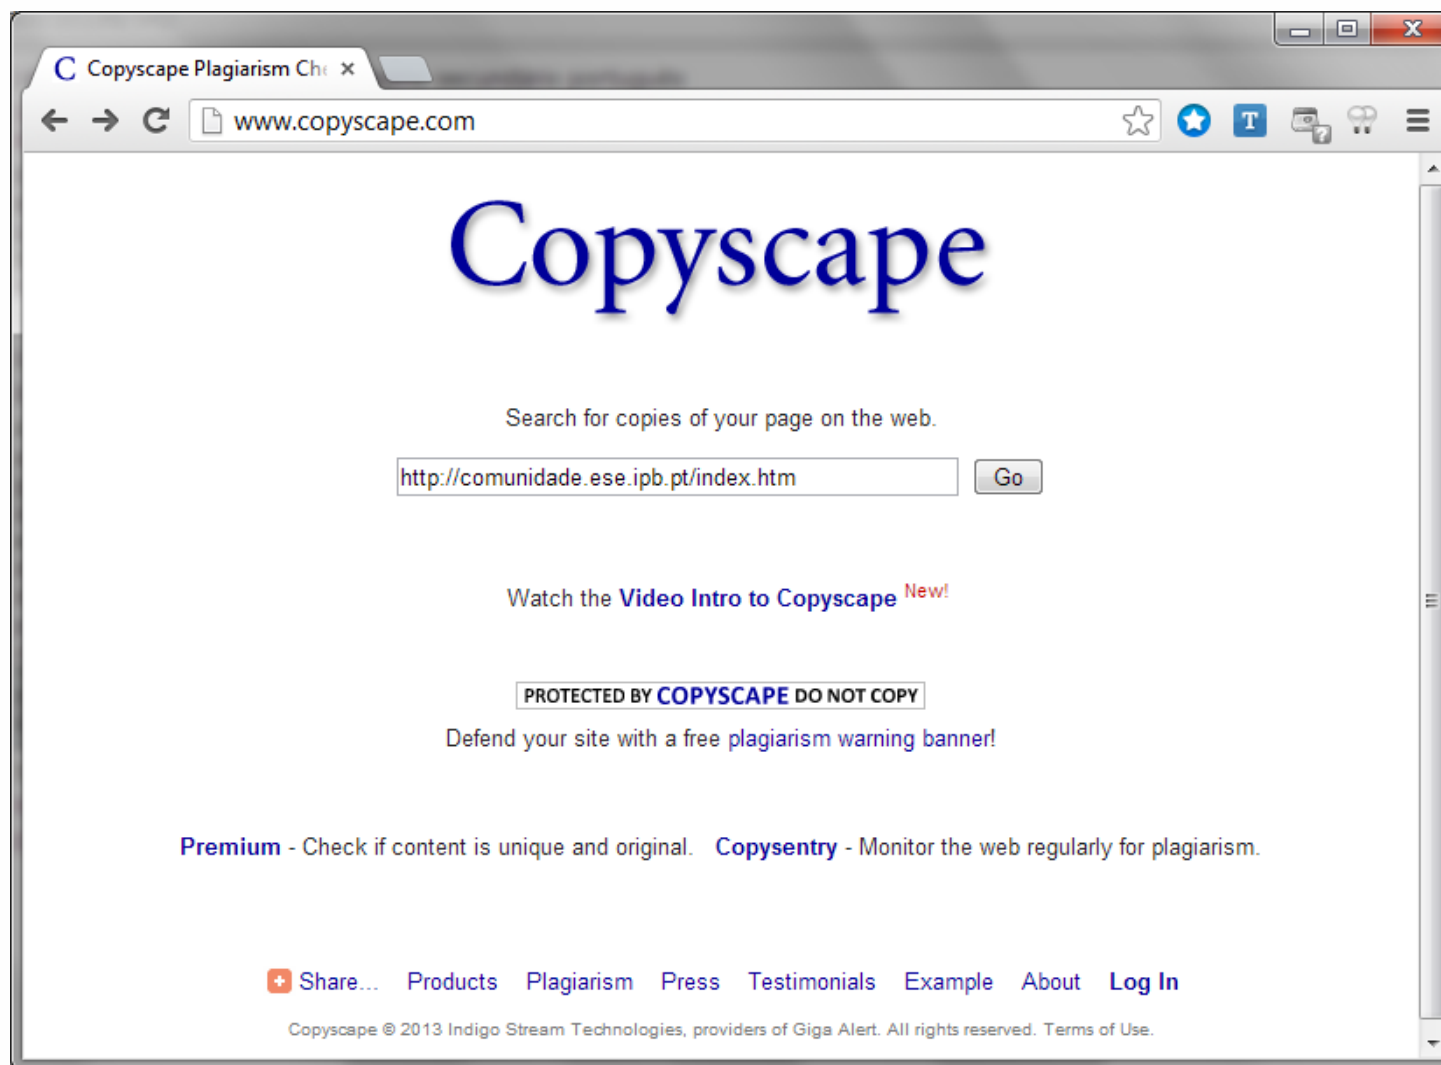 C Copyscape Plagiarism Che
www.copyscape.com
T
Copyscape
Search for copies of your page on the web.
http://comunidade.ese.ipb.pt/index.htm Go
Watch the Video Intro to Copyscape New!
PROTECTED BY COPYSCAPE DO NOT COPY
Defend your site with a free plagiarism warning banner!
Premium - Check if content is unique and original. Copysentry - Monitor the web regularly for plagiarism.
Share... Products Plagiarism Press Testimonials Example About Log In
Copyscape © 2013 Indigo Stream Technologies, providers of Giga Alert. All rights reserved. Terms of Use.